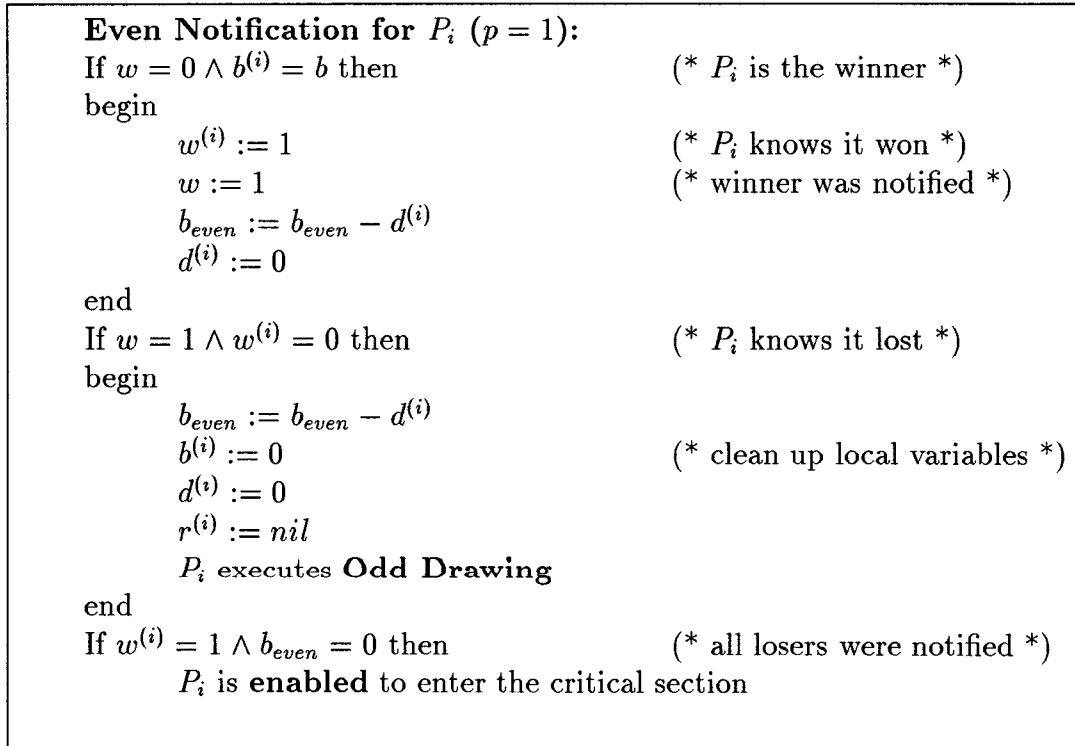 Even Notification for P_i (p = 1):
If w = 0 ∧ b^(i) = b then (* P_i is the winner *)
begin
w^(i) := 1 (* P_i knows it won *)
w := 1 (* winner was notified *)
b_even := b_even − d^(i)
d^(i) := 0
end
If w = 1 ∧ w^(i) = 0 then (* P_i knows it lost *)
begin
b_even := b_even − d^(i)
b^(i) := 0 (* clean up local variables *)
d^(i) := 0
r^(i) := nil
P_i executes Odd Drawing
end
If w^(i) = 1 ∧ b_even = 0 then (* all losers were notified *)
P_i is enabled to enter the critical section